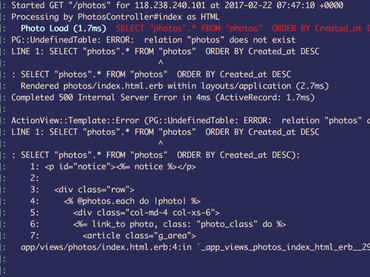 : Started GET "/photos" for 118.238.240.101 at 2017-02-22 07:47:10 +0000
: Processing by PhotosController#index as HTML
: Photo Load (1.7ms) SELECT "photos".* FROM "photos" ORDER BY Created_at D
: PG::UndefinedTable: ERROR: relation "photos" does not exist
: LINE 1: SELECT "photos".* FROM "photos" ORDER BY Created_at DESC
: ^
: : SELECT "photos".* FROM "photos" ORDER BY Created_at DESC
: Rendered photos/index.html.erb within layouts/application (2.7ms)
: Completed 500 Internal Server Error in 4ms (ActiveRecord: 1.7ms)
:
: ActionView::Template::Error (PG::UndefinedTable: ERROR: relation "photos" d
: LINE 1: SELECT "photos".* FROM "photos" ORDER BY Created_at DESC
: ^
: : SELECT "photos".* FROM "photos" ORDER BY Created_at DESC):
: 1: <p id="notice"><%= notice %></p>
: 2:
: 3: <div class="row">
: 4: <% @photos.each do |photo| %>
: 5: <div class="col-md-4 col-xs-6">
: 6: <%= link_to photo, class: "photo_class" do %>
: 7: <article class="g_area">
: app/views/photos/index.html.erb:4:in `_app_views_photos_index_html_erb__29
:
: